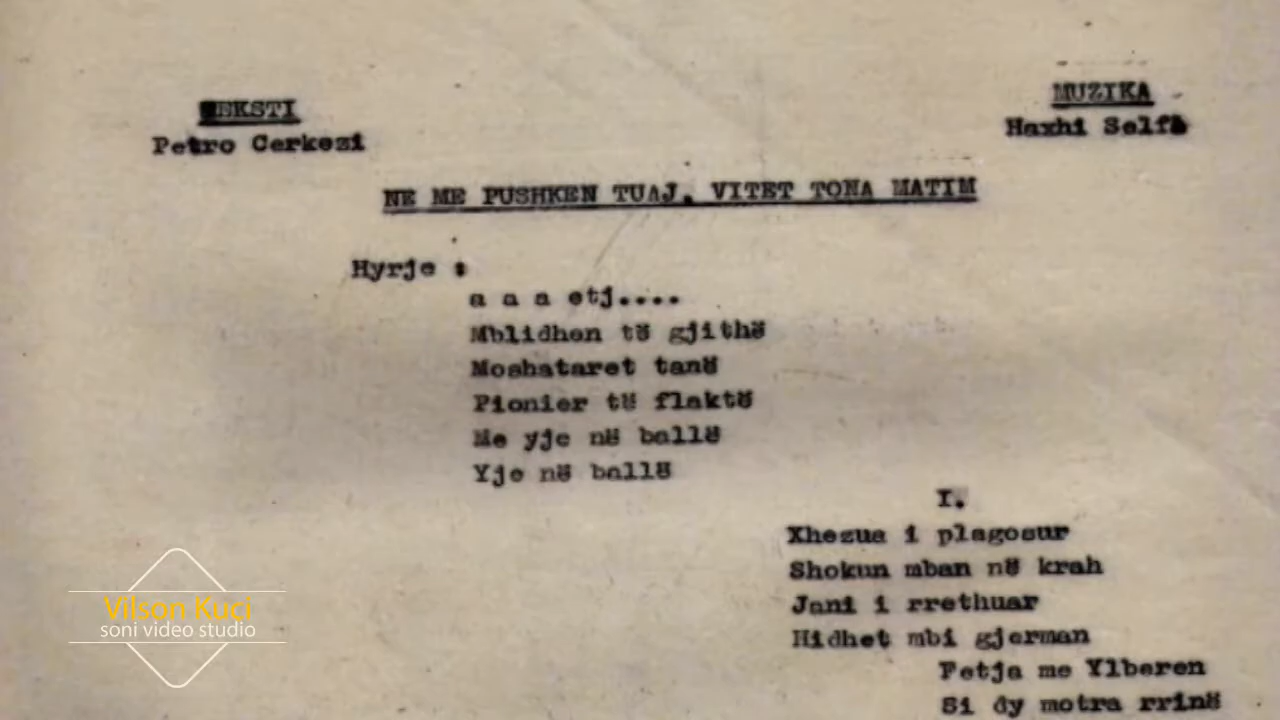 TEKSTI
Petro Cerkezi
MUZIKA
Haxhi Selfa
NE ME PUSHKEN TUAJ, VITET TONA MATIM
Hyrje :
a a a etj....
Mblidhen të gjithë
Moshataret tanë
Pionier të flaktë
Me yje në ballë
Yje në ballë
I.
Xhezua i plagosur
Shokun mban në krah
Jani i rrethuar
Hidhet mbi gjerman
Fetja me Ylberen
Si dy motra rrinë
Vilson Kuci
soni video studio